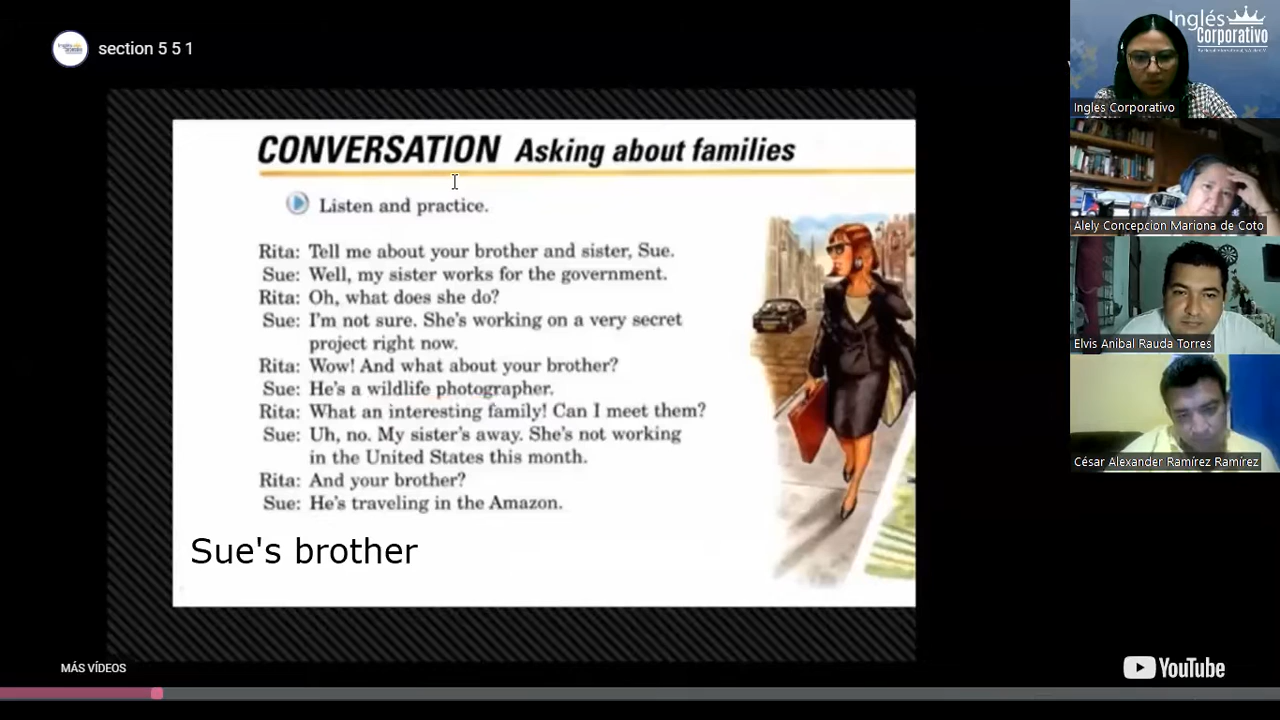 section 5 5 1
CONVERSATION Asking about families
Listen and practice.
Rita: Tell me about your brother and sister, Sue.
Sue: Well, my sister works for the government.
Rita: Oh, what does she do?
Sue: I'm not sure. She's working on a very secret
project right now.
Rita: Wow! And what about your brother?
Sue: He's a wildlife photographer.
Rita: What an interesting family! Can I meet them?
Sue: Uh, no. My sister's away. She's not working
in the United States this month.
Rita: And your brother?
Sue: He's traveling in the Amazon.
Sue's brother
MÁS VÍDEOS
YouTube
Inglés
Corporativo
Ingles Corporativo
Alely Concepcion Mariona de Coto
Elvis Anibal Rauda Torres
César Alexander Ramírez Ramírez